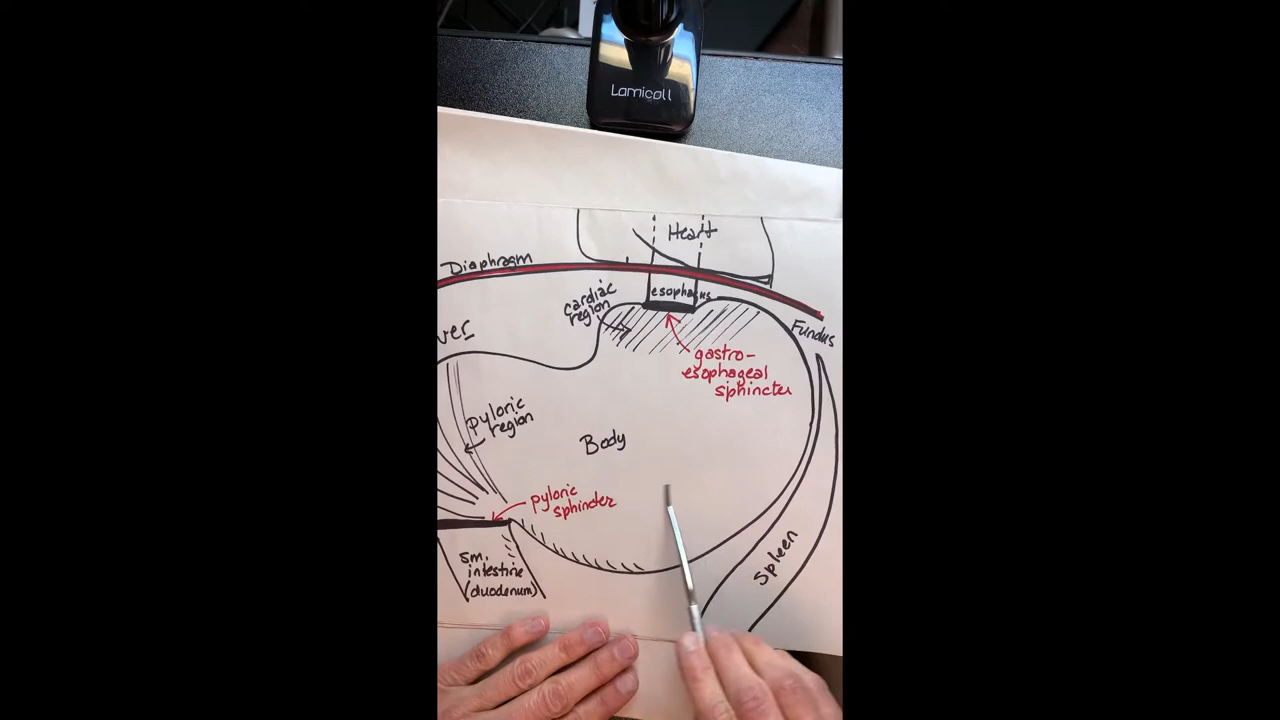 Lamicall
Heart
Diaphragm
esophagus
cardiac
region
Fundus
ver
gastro-
esophageal
sphincter
pyloric
region
Body
pyloric
sphincter
sm.
intestine
(duodenum)
Spleen